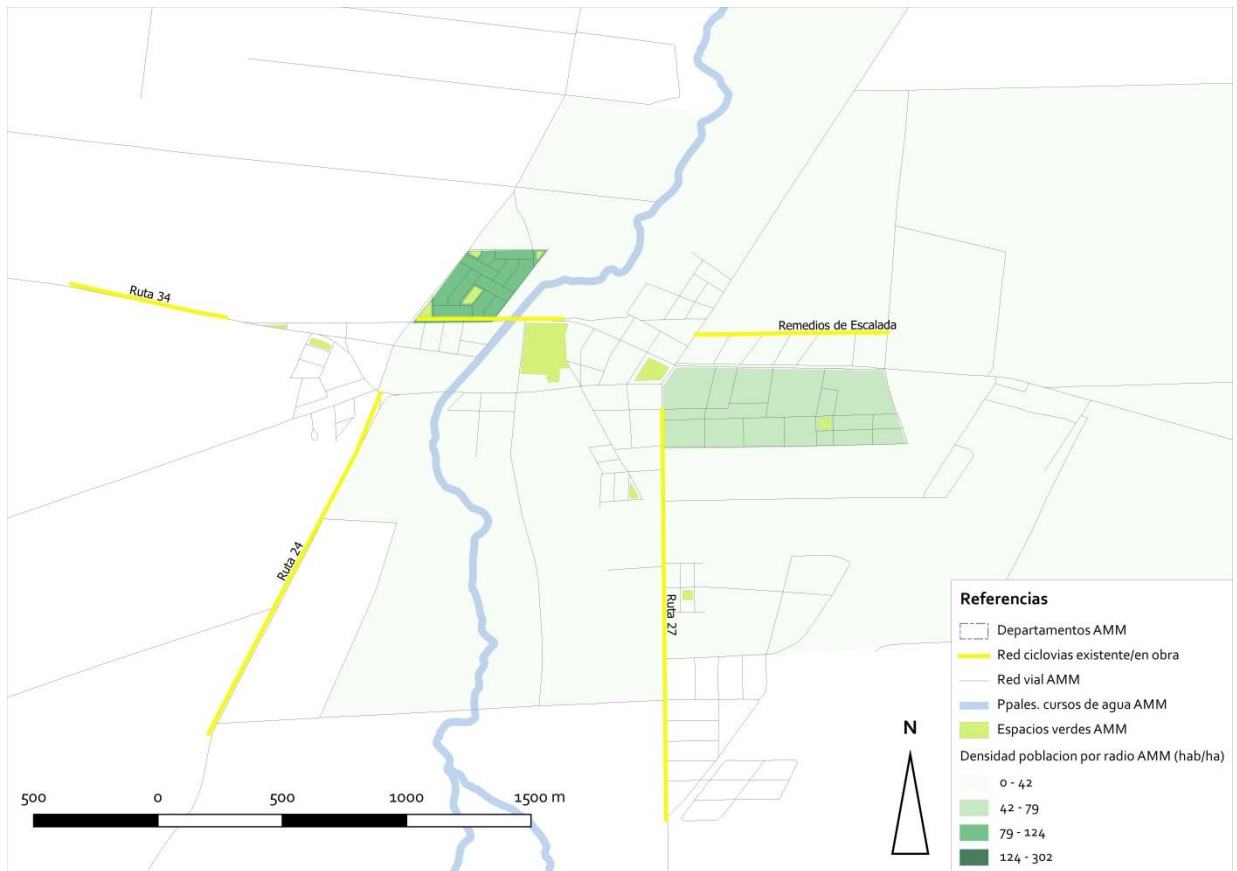 Ruta 34
Remedios de Escalada
Ruta 24
Ruta 27
Referencias
Departamentos AMM
Red ciclovias existente/en obra
Red vial AMM
Ppales. cursos de agua AMM
Espacios verdes AMM
Densidad poblacion por radio AMM (hab/ha)
0 - 42
42 - 79
79 - 124
124 - 302
N
500 0 500 1000 1500 m